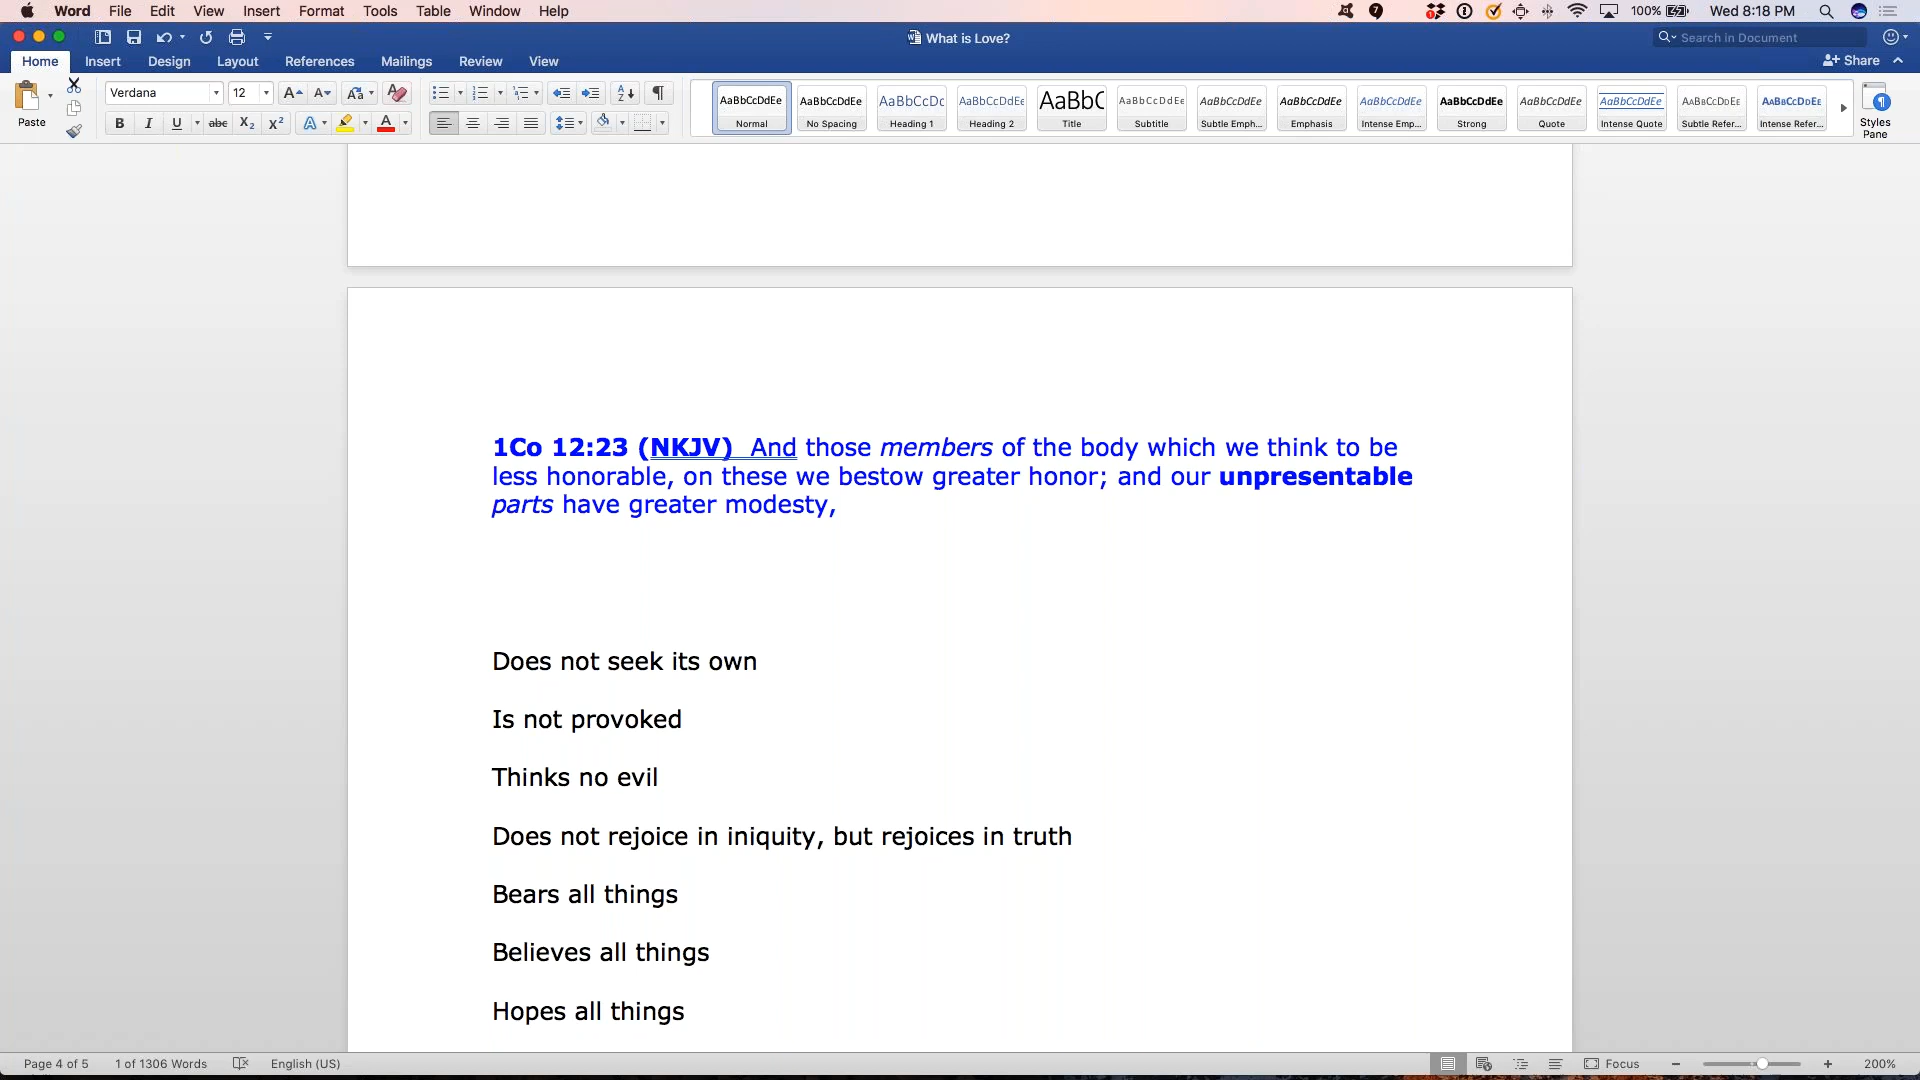 Word File Edit View Insert Format Tools Table Window Help 100% Wed 8:18 PM
What is Love? Search in Document
Home Insert Design Layout References Mailings Review View Share
Paste Verdana 12 Styles Pane
AaBbCcDdEe AaBbCcDdEe AaBbCcDc AaBbCcDdEe AaBbC AaBbCcDdEe AaBbCcDdEe AaBbCcDdEe AaBbCcDdEe AaBbCcDdEe AaBbCcDdEe AaBbCcDdEe AaBbCcDdEe AaBbCcDdEe
Normal No Spacing Heading 1 Heading 2 Title Subtitle Subtle Emph... Emphasis Intense Emp... Strong Quote Intense Quote Subtle Refer... Intense Refer...
B I U abc X₂ X² A A
1Co 12:23 (NKJV) And those members of the body which we think to be
less honorable, on these we bestow greater honor; and our unpresentable
parts have greater modesty,
Does not seek its own
Is not provoked
Thinks no evil
Does not rejoice in iniquity, but rejoices in truth
Bears all things
Believes all things
Hopes all things
Page 4 of 5 1 of 1306 Words English (US) Focus 200%